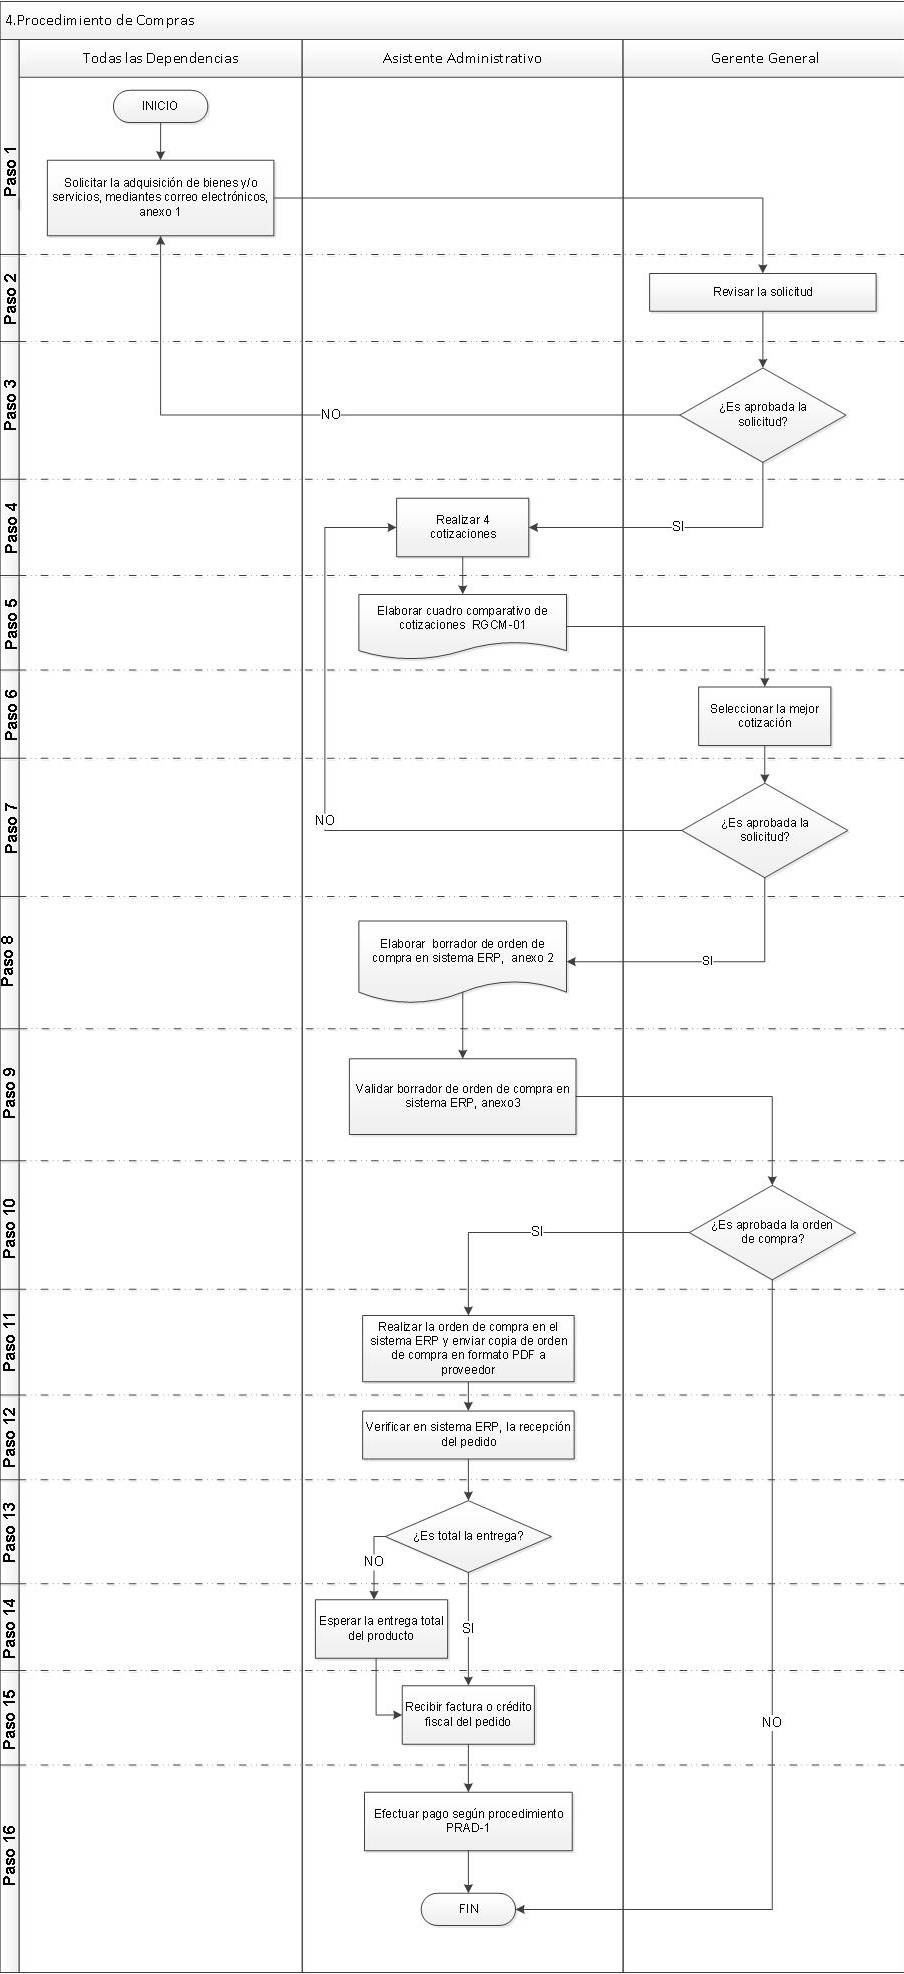 4.Procedimiento de Compras
Todas las Dependencias
Asistente Administrativo
Gerente General
Paso 1
INICIO
Solicitar la adquisición de bienes y/o
servicios, mediantes correo electrónicos,
anexo 1
Paso 2
Revisar la solicitud
Paso 3
¿Es aprobada la
solicitud?
NO
Paso 4
Realizar 4
cotizaciones
SI
Paso 5
Elaborar cuadro comparativo de
cotizaciones RGCM-01
Paso 6
Seleccionar la mejor
cotización
Paso 7
¿Es aprobada la
solicitud?
NO
Paso 8
Elaborar borrador de orden de
compra en sistema ERP, anexo 2
SI
Paso 9
Validar borrador de orden de compra en
sistema ERP, anexo3
Paso 10
¿Es aprobada la orden
de compra?
SI
Paso 11
Realizar la orden de compra en el
sistema ERP y enviar copia de orden
de compra en formato PDF a
proveedor
Paso 12
Verificar en sistema ERP, la recepción
del pedido
Paso 13
¿Es total la entrega?
NO
Paso 14
Esperar la entrega total
del producto
SI
Paso 15
Recibir factura o crédito
fiscal del pedido
NO
Paso 16
Efectuar pago según procedimiento
PRAD-1
FIN